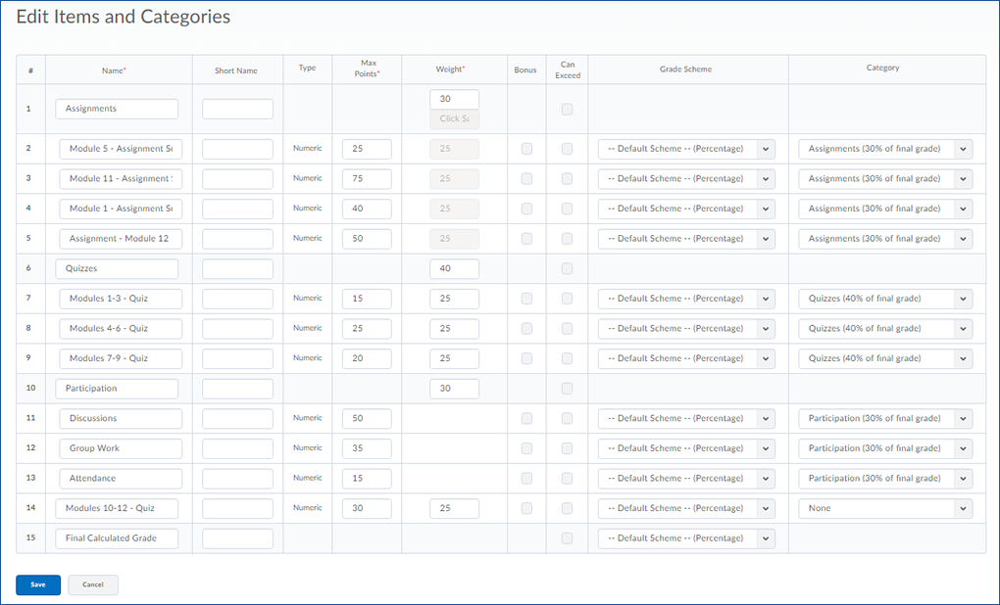 Edit Items and Categories
# Name* Short Name Type Max Points* Weight* Bonus Can Exceed Grade Scheme Category
1 Assignments 30
Click Sa
2 Module 5 - Assignment Su Numeric 25 25 -- Default Scheme -- (Percentage) Assignments (30% of final grade)
3 Module 11 - Assignment Numeric 75 25 -- Default Scheme -- (Percentage) Assignments (30% of final grade)
4 Module 1 - Assignment Su Numeric 40 25 -- Default Scheme -- (Percentage) Assignments (30% of final grade)
5 Assignment - Module 12 Numeric 50 25 -- Default Scheme -- (Percentage) Assignments (30% of final grade)
6 Quizzes 40
7 Modules 1-3 - Quiz Numeric 15 25 -- Default Scheme -- (Percentage) Quizzes (40% of final grade)
8 Modules 4-6 - Quiz Numeric 25 25 -- Default Scheme -- (Percentage) Quizzes (40% of final grade)
9 Modules 7-9 - Quiz Numeric 20 25 -- Default Scheme -- (Percentage) Quizzes (40% of final grade)
10 Participation 30
11 Discussions Numeric 50 -- Default Scheme -- (Percentage) Participation (30% of final grade)
12 Group Work Numeric 35 -- Default Scheme -- (Percentage) Participation (30% of final grade)
13 Attendance Numeric 15 -- Default Scheme -- (Percentage) Participation (30% of final grade)
14 Modules 10-12 - Quiz Numeric 30 25 -- Default Scheme -- (Percentage) None
15 Final Calculated Grade -- Default Scheme -- (Percentage)
Save Cancel